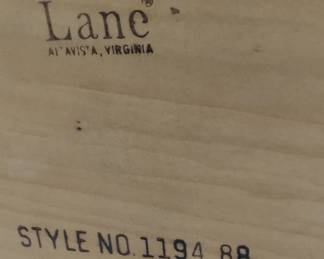 Lane®
ALTAVISTA, VIRGINIA
STYLE NO. 1194 88